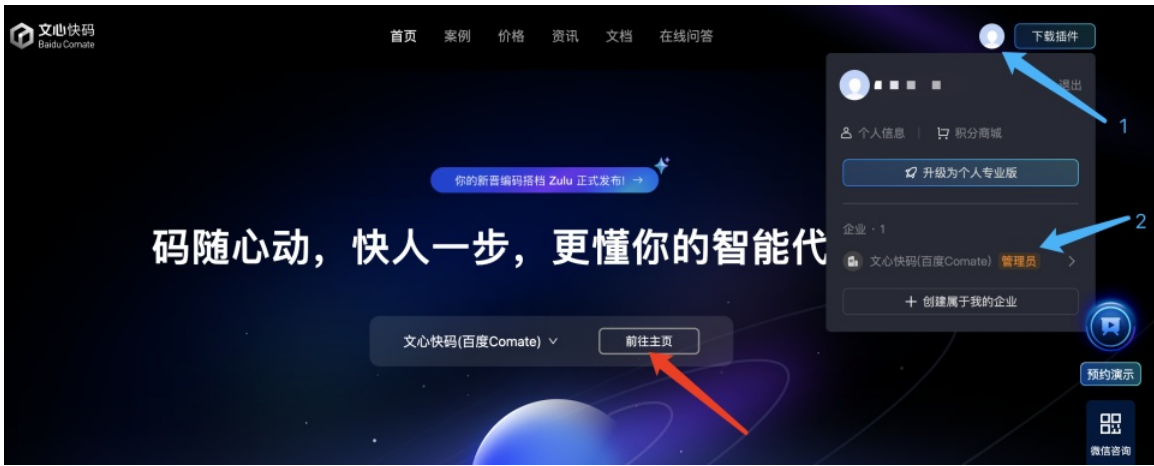 文心快码
Baidu Comate
首页 案例 价格 资讯 文档 在线问答
下载插件
退出
1
个人信息 积分商城
你的新晋编码搭档 Zulu 正式发布! →
升级为个人专业版
码随心动，快人一步，更懂你的智能代
企业 · 1
2
文心快码(百度Comate) 管理员
+ 创建属于我的企业
文心快码(百度Comate) 前往主页
预约演示
微信咨询